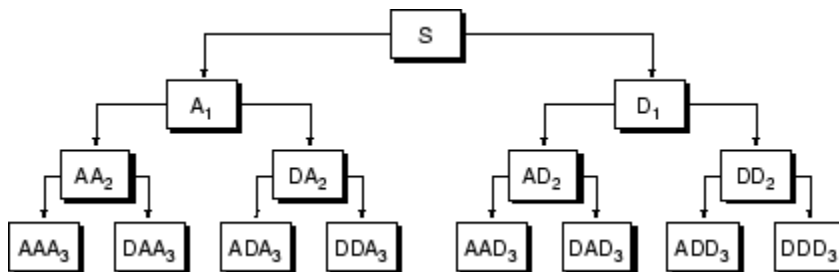 S
A₁ D₁
AA₂ DA₂ AD₂ DD₂
AAA₃ DAA₃ ADA₃ DDA₃ AAD₃ DAD₃ ADD₃ DDD₃